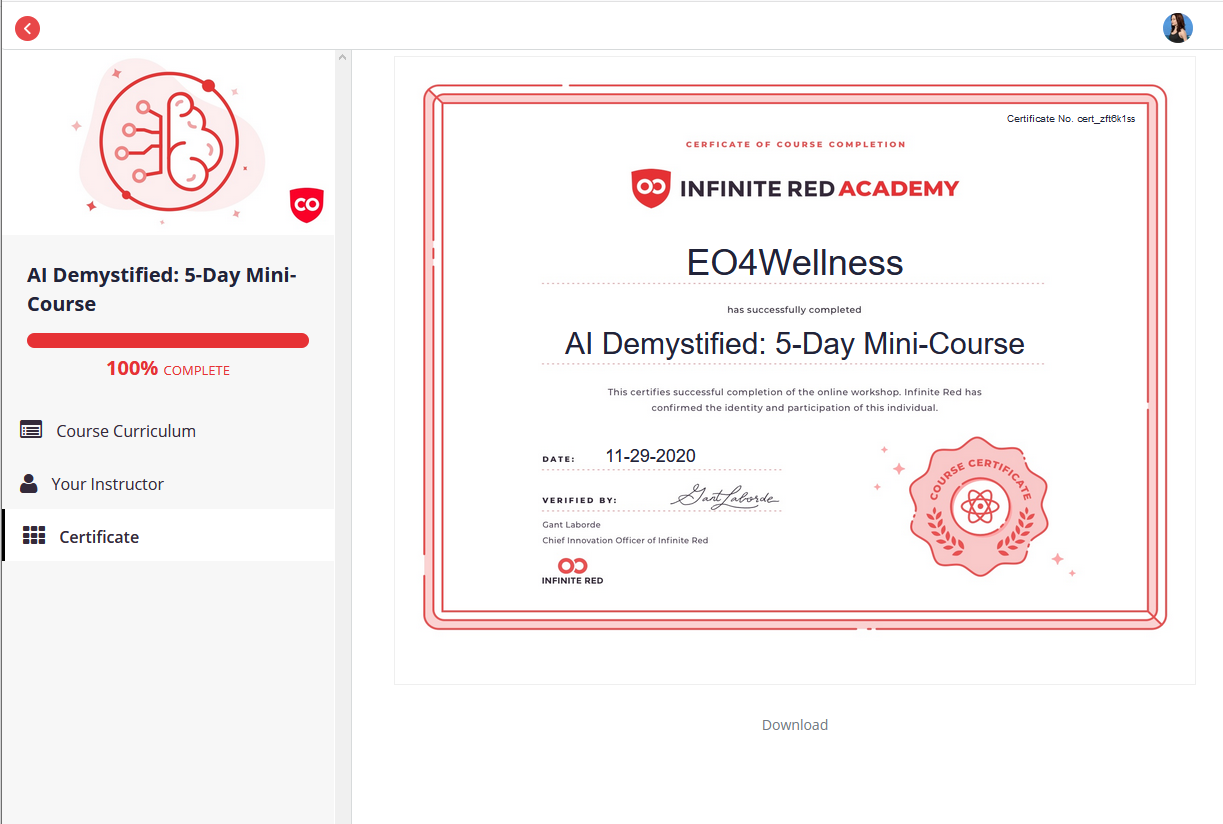 AI Demystified: 5-Day Mini-
Course
100% COMPLETE
Course Curriculum
Your Instructor
Certificate
Certificate No. cert_zft6k1ss
CERFICATE OF COURSE COMPLETION
INFINITE RED ACADEMY
EO4Wellness
has successfully completed
AI Demystified: 5-Day Mini-Course
This certifies successful completion of the online workshop. Infinite Red has
confirmed the identity and participation of this individual.
DATE: 11-29-2020
VERIFIED BY: Gant Laborde
Gant Laborde
Chief Innovation Officer of Infinite Red
INFINITE RED
COURSE CERTIFICATE
Download